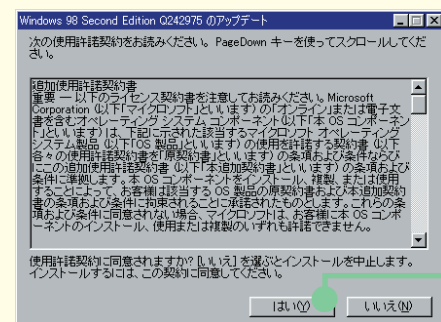 Windows 98 Second Edition Q242975 のアップデート
次の使用許諾契約をお読みください。PageDown キーを使ってスクロールしてくだ
さい。
追加使用許諾契約書
重要 — 以下のライセンス契約書を注意してお読みください。Microsoft
Corporation (以下「マイクロソフト」といいます) の「オンライン」または電子文
書を含むオペレーティング システム コンポーネント (以下「本 OS コンポーネン
ト」といいます) は、下記に示された該当するマイクロソフト オペレーティング
システム製品 (以下「OS 製品」といいます) の使用を許諾する契約書 (以下
各々の使用許諾契約書を「原契約書」といいます) の条項および条件ならび
にこの追加使用許諾契約書 (以下「本追加契約書」といいます) の条項および
条件に準拠します。本 OS コンポーネントをインストール、複製、または使用
することによって、お客様は該当する OS 製品の原契約書および本追加契約
書の条項および条件に拘束されることに承諾されたものとします。これらの条
項および条件に同意されない場合、マイクロソフトは、お客様に本 OS コンポ
ーネントのインストール、使用または複製のいずれも許諾できません。
使用許諾契約に同意されますか? [いいえ] を選ぶとインストールを中止します。
インストールするには、この契約に同意してください。
はい(Y)
いいえ(N)